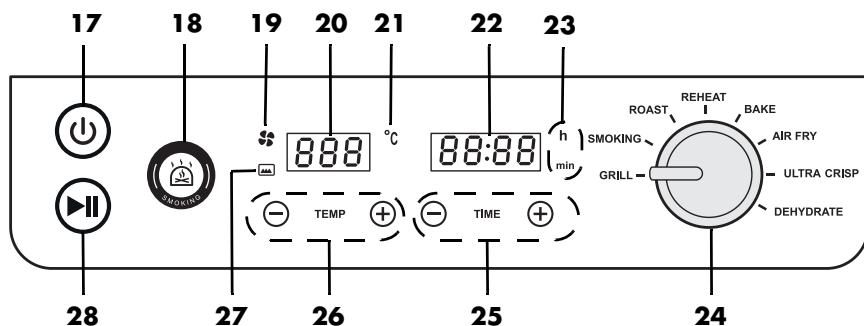 17 18 19 20 21 22 23
REHEAT
ROAST BAKE
SMOKING AIR FRY
GRILL ULTRA CRISP
DEHYDRATE
°C
888 88:88 h
min
SMOKING
− TEMP + − TIME +
28 27 26 25 24